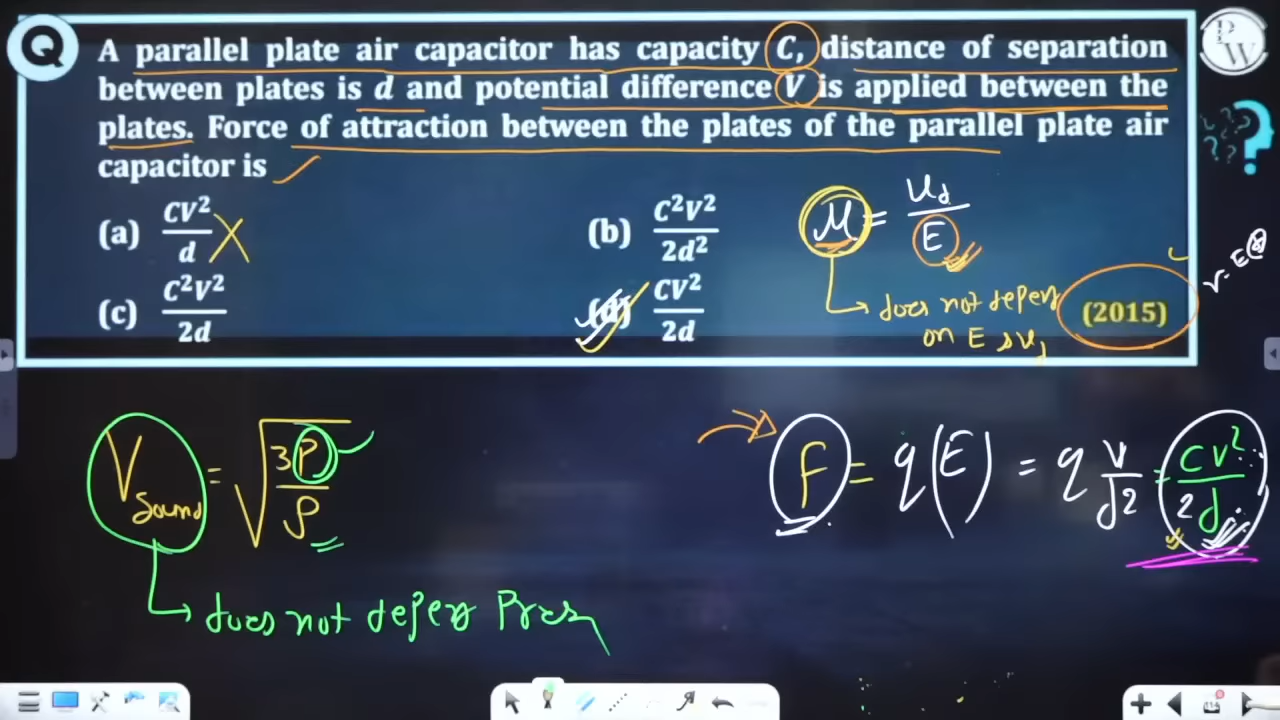 Q
A parallel plate air capacitor has capacity C, distance of separation
between plates is d and potential difference V is applied between the
plates. Force of attraction between the plates of the parallel plate air
capacitor is
(a) CV²/d
(b) C²V²/2d²
(c) C²V²/2d
(d) CV²/2d
(2015)
P
W
μ = u_d/E
does not depen
on E
V_sound = √(3P/ρ)
does not depen Pres
F = q(E) = q V/d2 = CV²/2d